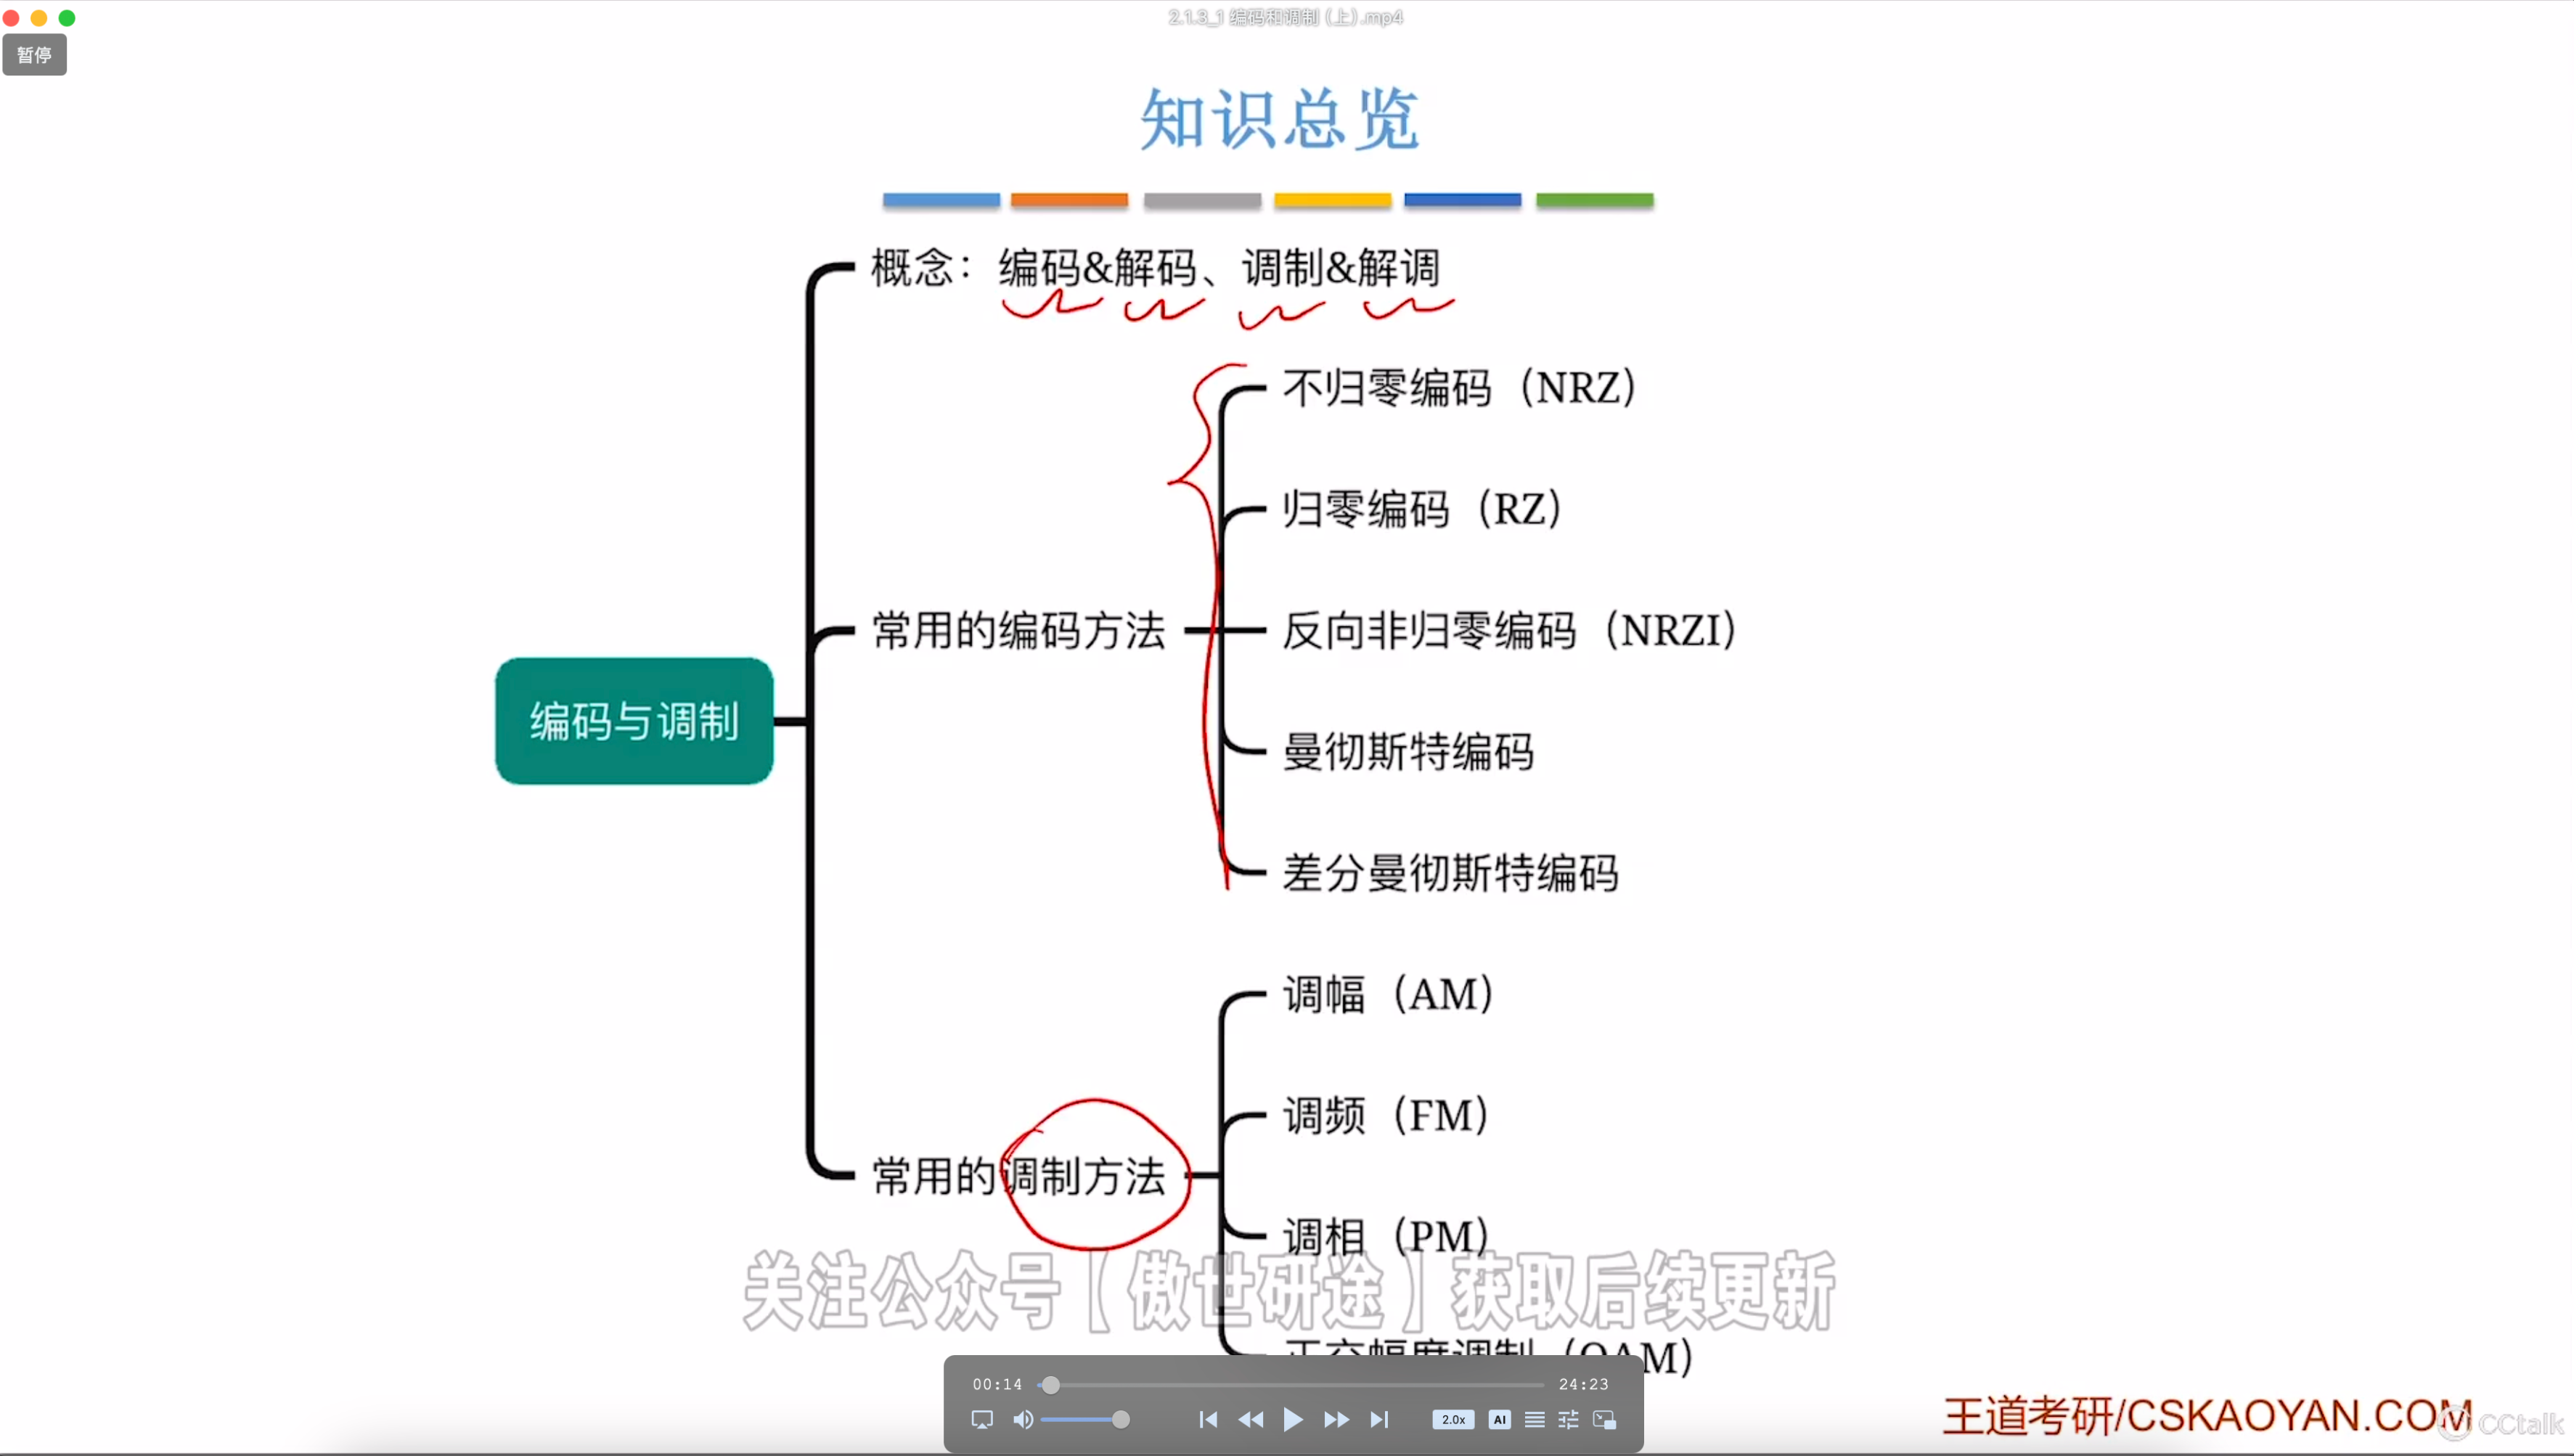 2.1.3_1 编码和调制（上）.mp4
暂停
知识总览
概念：编码&解码、调制&解调
不归零编码（NRZ）
归零编码（RZ）
常用的编码方法
反向非归零编码（NRZI）
编码与调制
曼彻斯特编码
差分曼彻斯特编码
调幅（AM）
调频（FM）
常用的调制方法
调相（PM）
关注公众号【傲世研途】获取后续更新
正交幅度调制（QAM）
00:14
24:23
2.0x
AI
王道考研/CSKAOYAN.COM
CCtalk